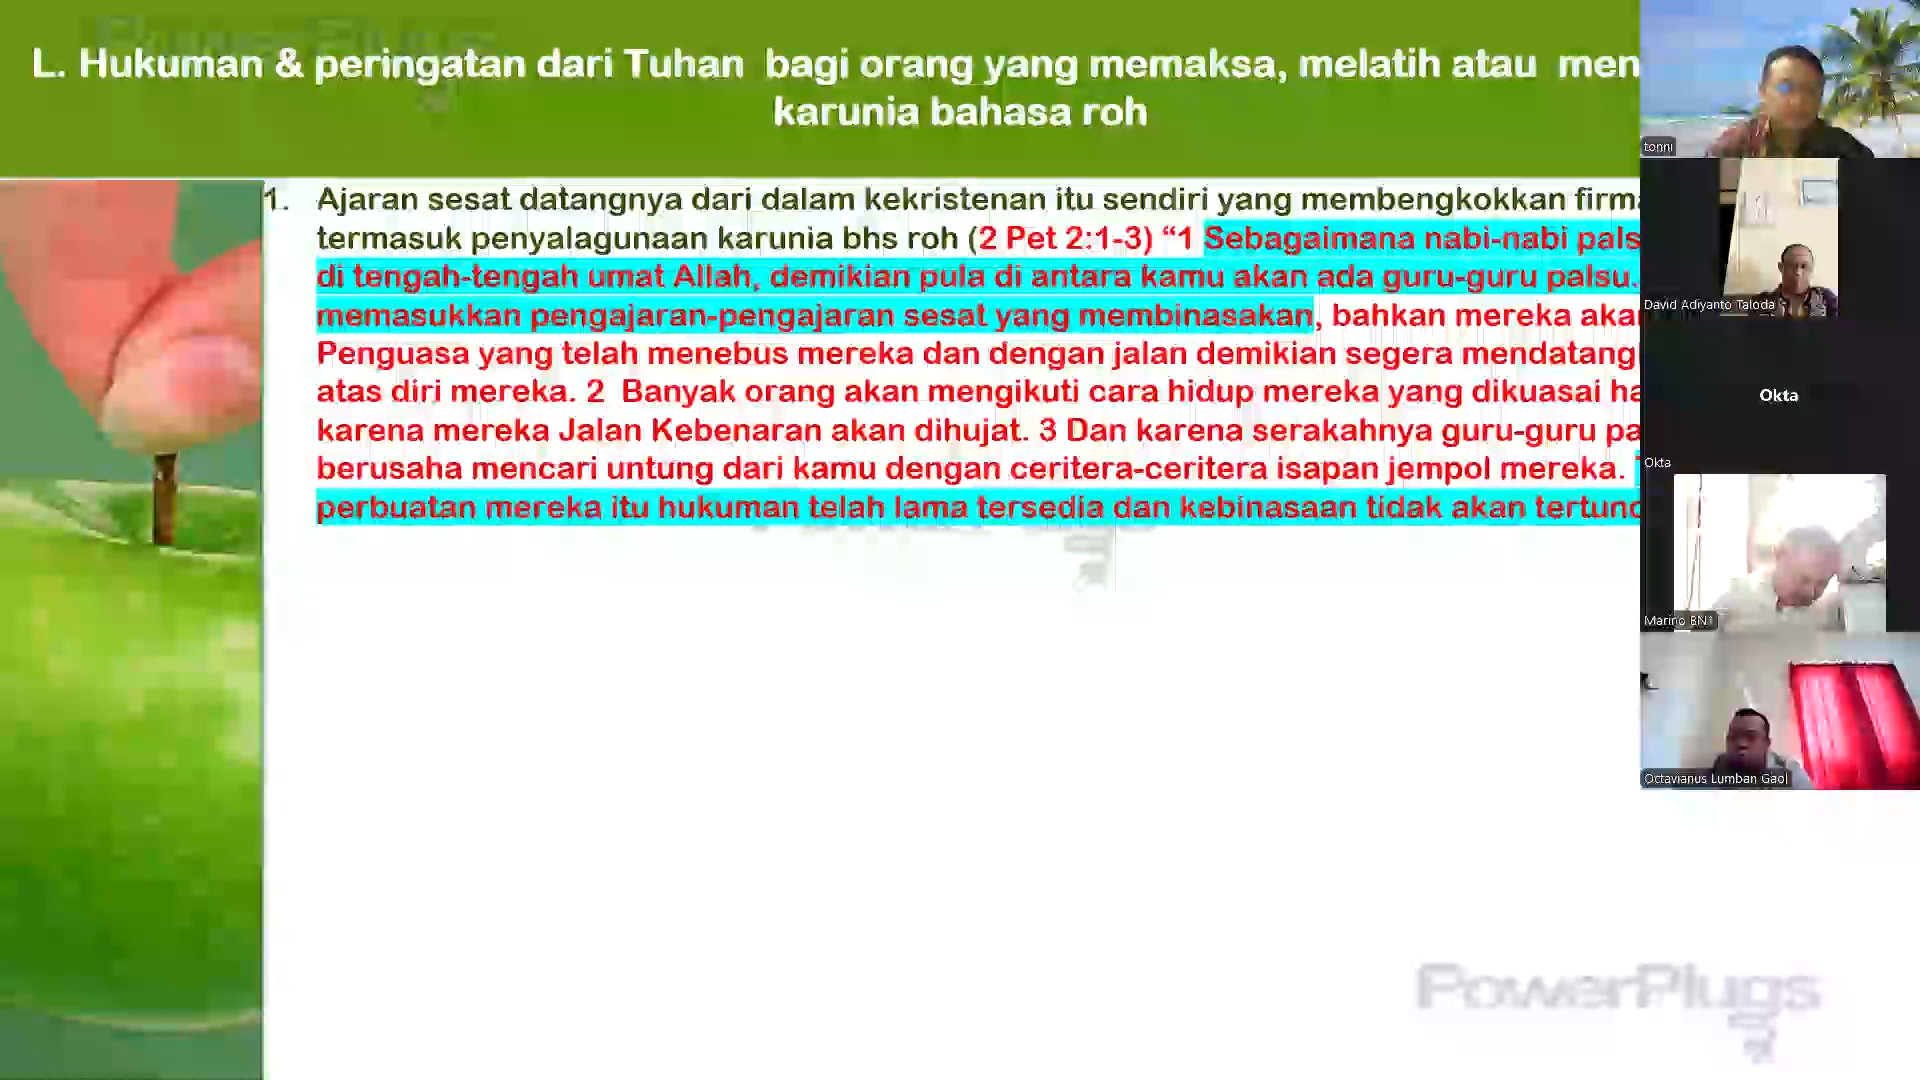 L. Hukuman & peringatan dari Tuhan bagi orang yang memaksa, melatih atau men
karunia bahasa roh
1. Ajaran sesat datangnya dari dalam kekristenan itu sendiri yang membengkokkan firma
termasuk penyalagunaan karunia bhs roh (2 Pet 2:1-3) “1 Sebagaimana nabi-nabi pals
di tengah-tengah umat Allah, demikian pula di antara kamu akan ada guru-guru palsu.
memasukkan pengajaran-pengajaran sesat yang membinasakan, bahkan mereka akan
Penguasa yang telah menebus mereka dan dengan jalan demikian segera mendatang
atas diri mereka. 2 Banyak orang akan mengikuti cara hidup mereka yang dikuasai ha
karena mereka Jalan Kebenaran akan dihujat. 3 Dan karena serakahnya guru-guru pa
berusaha mencari untung dari kamu dengan ceritera-ceritera isapan jempol mereka.
perbuatan mereka itu hukuman telah lama tersedia dan kebinasaan tidak akan tertund
PowerPlugs
tonni
David Adiyanto Taloda
Okta
Okta
Marino BN1
Octavianus Lumban Gaol